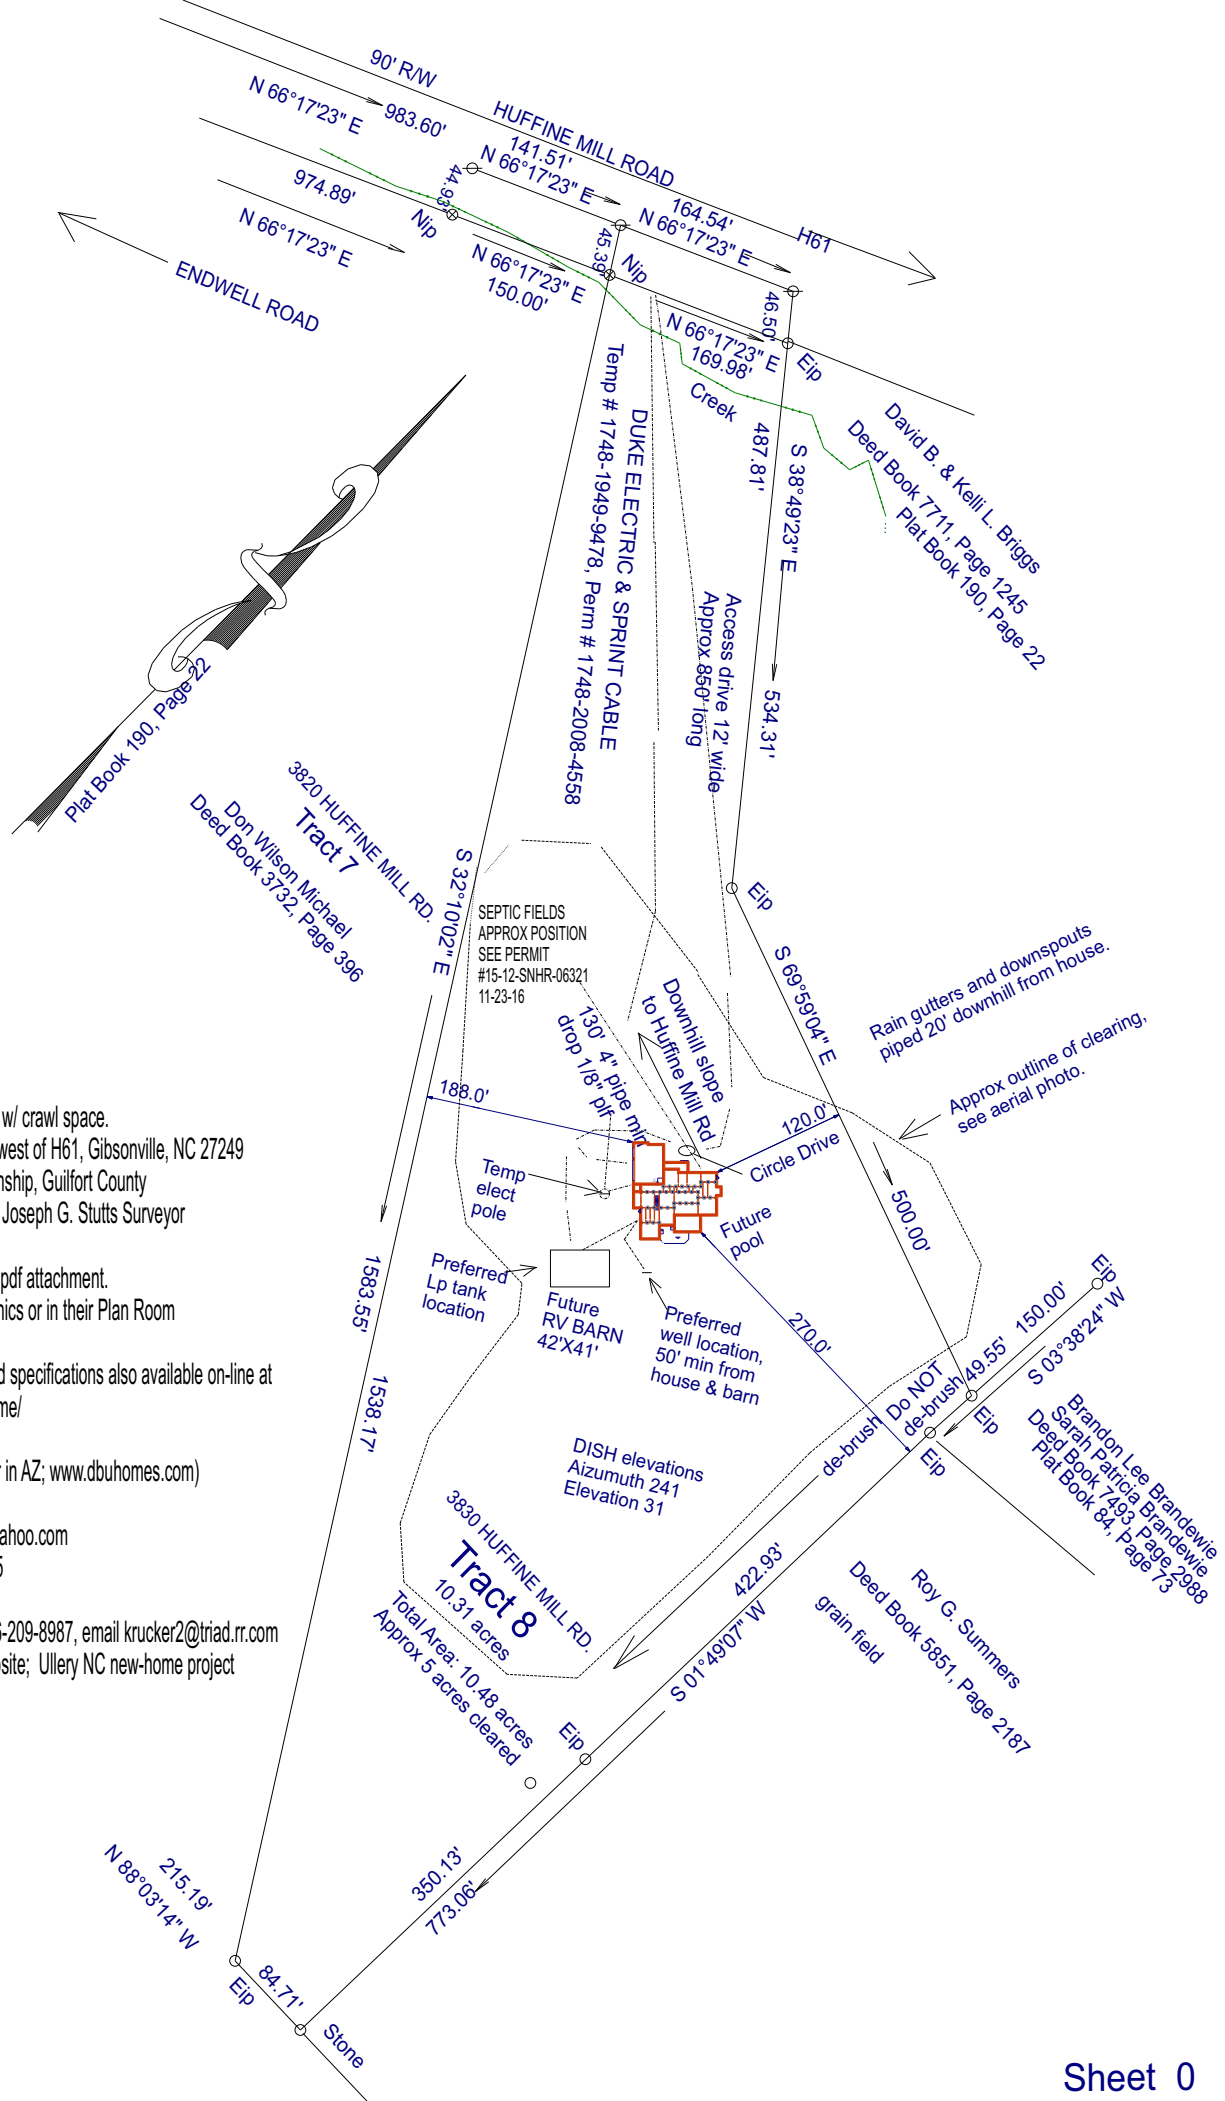 90' R/W
N 66°17'23" E
983.60'
HUFFINE MILL ROAD
141.51'
N 66°17'23" E
164.54'
N 66°17'23" E
H61
974.89'
N 66°17'23" E
44.93'
Nip
ENDWELL ROAD
N 66°17'23" E
150.00'
45.39'
Nip
46.50'
N 66°17'23" E
169.98'
Eip
Creek
David B. & Kelli L. Briggs
Deed Book 7711, Page 1245
Plat Book 190, Page 22
DUKE ELECTRIC & SPRINT CABLE
Temp # 1748-1949-9478, Perm # 1748-2008-4558
487.81'
S 38°49'23" E
534.31'
Access drive 12' wide
Approx 850' long
Plat Book 190, Page 22
3820 HUFFINE MILL RD.
Tract 7
Don Wilson Michael
Deed Book 3732, Page 396
S 32°10'02" E
SEPTIC FIELDS
APPROX POSITION
SEE PERMIT
#15-12-SNHR-06321
11-23-16
Eip
S 69°59'04" E
Rain gutters and downspouts
piped 20' downhill from house.
Approx outline of clearing,
see aerial photo.
Downhill slope
to Huffine Mill Rd
130' 4" pipe min
drop 1/8" plf
188.0'
120.0'
Circle Drive
w/ crawl space.
west of H61, Gibsonville, NC 27249
nship, Guilfort County
Joseph G. Stutts Surveyor
pdf attachment.
nics or in their Plan Room
d specifications also available on-line at
me/
r in AZ; www.dbuhomes.com)
ahoo.com
5
6-209-8987, email krucker2@triad.rr.com
bsite; Ullery NC new-home project
Temp
elect
pole
Future
pool
500.00'
Preferred
Lp tank
location
Future
RV BARN
42'X41'
Preferred
well location,
50' min from
house & barn
270.0'
Eip
150.00'
S 03°38'24" W
49.55'
Do NOT
de-brush
de-brush
Eip
Eip
Brandon Lee Brandewie
Sarah Patricia Brandewie
Deed Book 7493, Page 2988
Plat Book 84, Page 73
1583.55'
1538.17'
DISH elevations
Aizumuth 241
Elevation 31
3830 HUFFINE MILL RD.
Tract 8
10.31 acres
Total Area: 10.48 acres
Approx 5 acres cleared
422.93'
S 01°49'07" W
Roy G. Summers
Deed Book 5851, Page 2187
grain field
Eip
350.13'
773.06'
215.19'
N 88°03'14" W
Eip
84.71'
Stone
Sheet 0